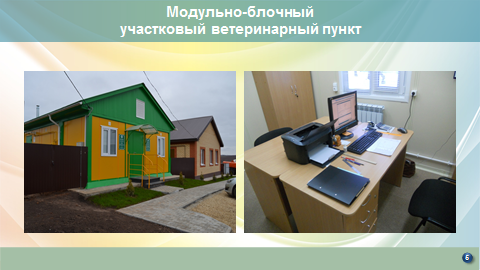 Модульно-блочный
участковый ветеринарный пункт
6